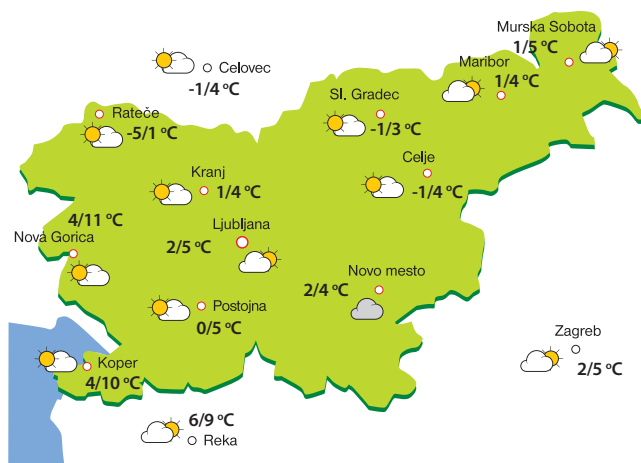 Murska Sobota
1/5 °C
Maribor
1/4 °C
Celovec
-1/4 °C
Sl. Gradec
-1/3 °C
Rateče
-5/1 °C
Celje
-1/4 °C
Kranj
1/4 °C
4/11 °C
Nová Gorica
Ljubljana
2/5 °C
Novo mesto
2/4 °C
Postojna
0/5 °C
Zagreb
2/5 °C
Koper
4/10 °C
6/9 °C
Reka